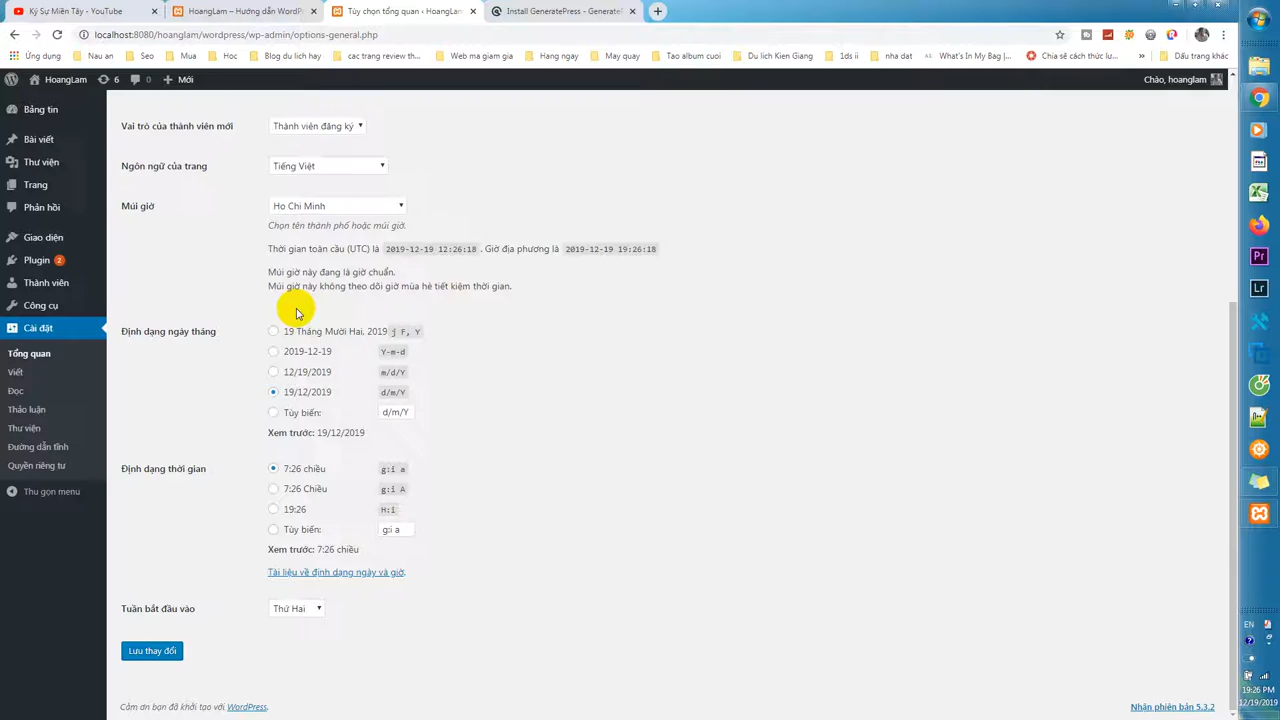 Ký Sự Miền Tây - YouTube
HoangLam – Hướng dẫn WordP
Tùy chọn tổng quan ‹ HoangLam
Install GeneratePress - GenerateP
localhost:8080/hoanglam/wordpress/wp-admin/options-general.php
Ứng dụng
Nau an
Seo
Mua
Hoc
Blog du lich hay
cac trang review th...
Web ma giam gia
Hang ngày
May quay
Tao album cuoi
Du lich Kien Giang
1ds ii
nha dat
What's In My Bag |...
Chia sẻ cách thức lư...
»
Dấu trang khác
HoangLam
6
0
Mới
Chào, hoanglam
Bảng tin
Bài viết
Thư viện
Trang
Phản hồi
Giao diện
Plugin 2
Thành viên
Công cụ
Cài đặt
Tổng quan
Viết
Đọc
Thảo luận
Thư viện
Đường dẫn tĩnh
Quyền riêng tư
Thu gọn menu
Vai trò của thành viên mới
Thành viên đăng ký
Ngôn ngữ của trang
Tiếng Việt
Múi giờ
Ho Chi Minh
Chọn tên thành phố hoặc múi giờ.
Thời gian toàn cầu (UTC) là 2019-12-19 12:26:18 . Giờ địa phương là 2019-12-19 19:26:18
Múi giờ này đang là giờ chuẩn.
Múi giờ này không theo dõi giờ mùa hè tiết kiệm thời gian.
Định dạng ngày tháng
19 Tháng Mười Hai, 2019 j F, Y
2019-12-19 Y-m-d
12/19/2019 m/d/Y
19/12/2019 d/m/Y
Tùy biến: d/m/Y
Xem trước: 19/12/2019
Định dạng thời gian
7:26 chiều g:i a
7:26 Chiều g:i A
19:26 H:i
Tùy biến: g:i a
Xem trước: 7:26 chiều
Tài liệu về định dạng ngày và giờ.
Tuần bắt đầu vào
Thứ Hai
Lưu thay đổi
Cảm ơn bạn đã khởi tạo với WordPress.
Nhận phiên bản 5.3.2
Pr
Lr
EN
19:26 PM
12/19/2019